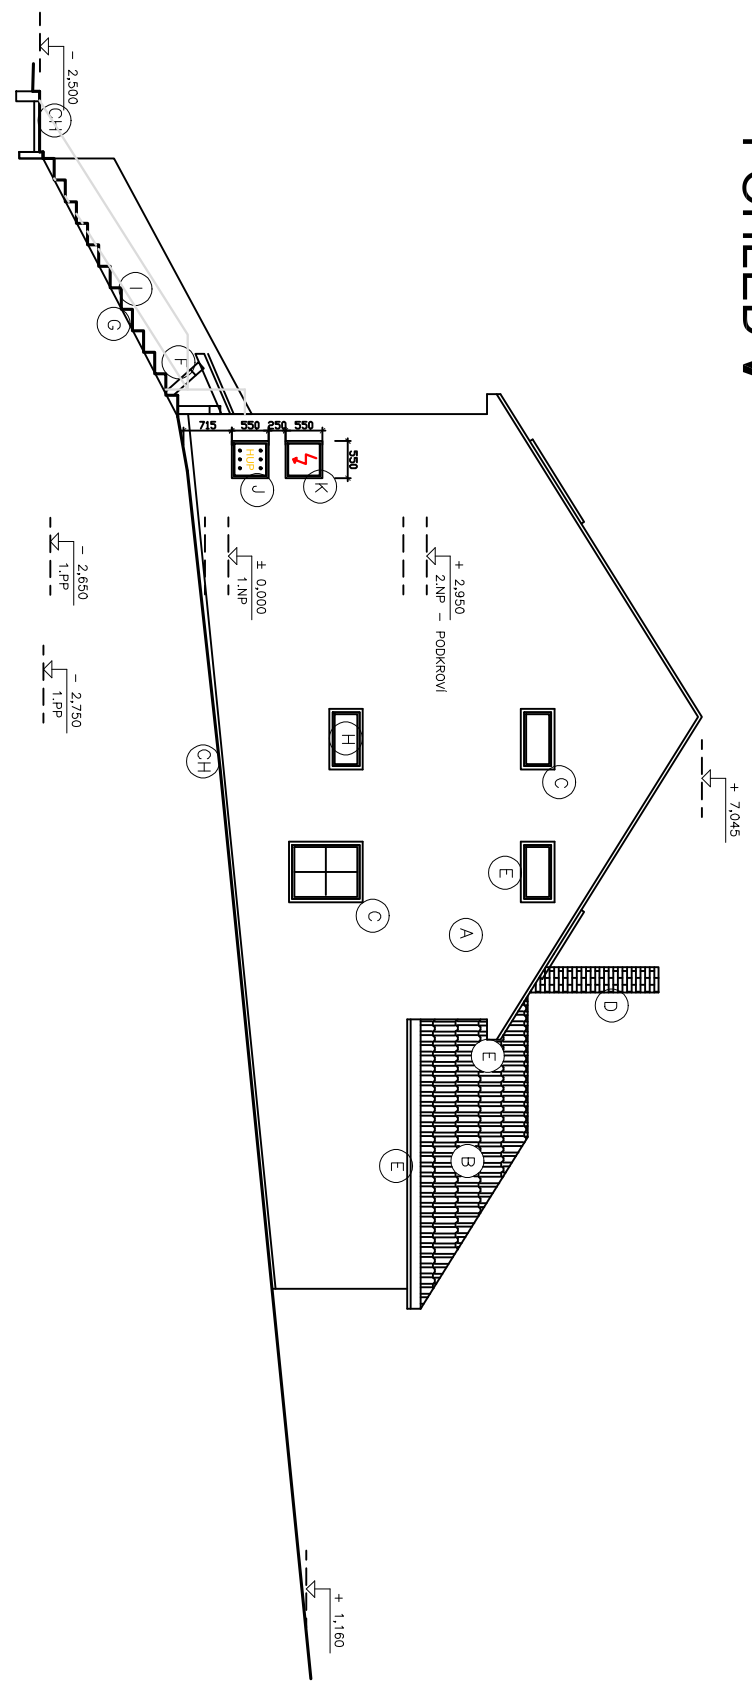 POHLED V
- 2,500
CH
I
G
F
715
550
250
550
550
HUP
J
K
- 2,650
1.PP
± 0,000
1.NP
+ 2,950
2.NP - PODKROVÍ
- 2,750
1.PP
CH
H
C
+ 7,045
E
C
A
D
E
E
B
+ 1,160